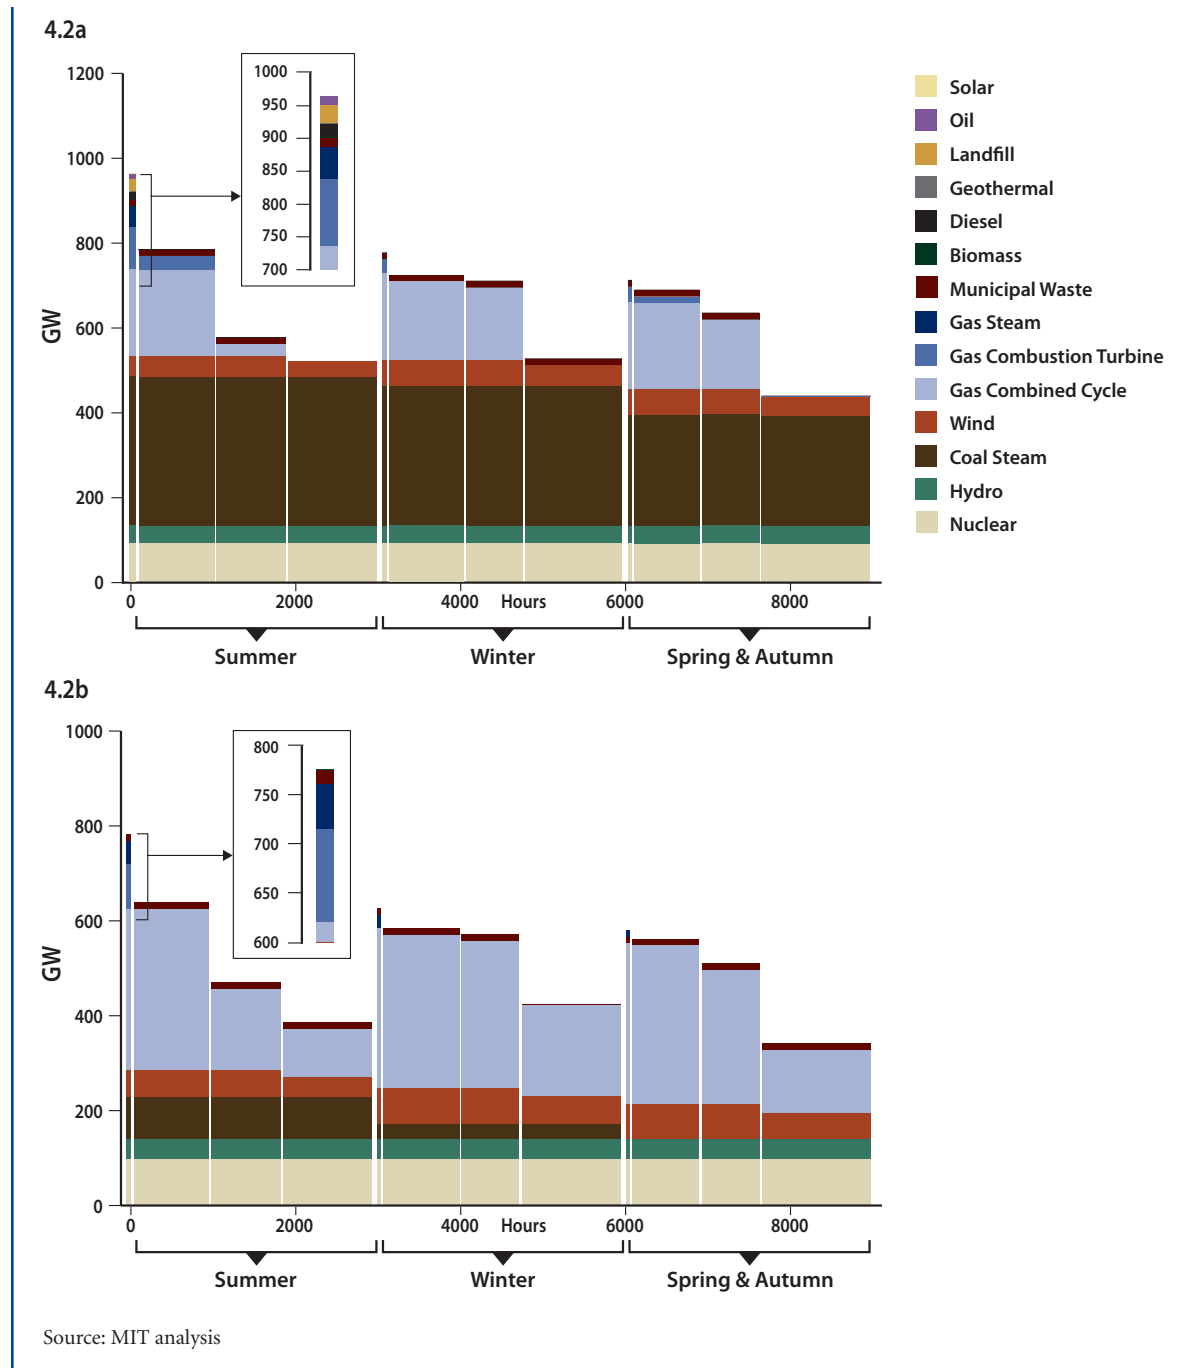 4.2a
GW
1200
1000
800
600
400
200
0
1000
950
900
850
800
750
700
0 2000 4000 Hours 6000 8000
Summer Winter Spring & Autumn
Solar
Oil
Landfill
Geothermal
Diesel
Biomass
Municipal Waste
Gas Steam
Gas Combustion Turbine
Gas Combined Cycle
Wind
Coal Steam
Hydro
Nuclear
4.2b
GW
1000
800
600
400
200
0
800
750
700
650
600
0 2000 4000 Hours 6000 8000
Summer Winter Spring & Autumn
Source: MIT analysis